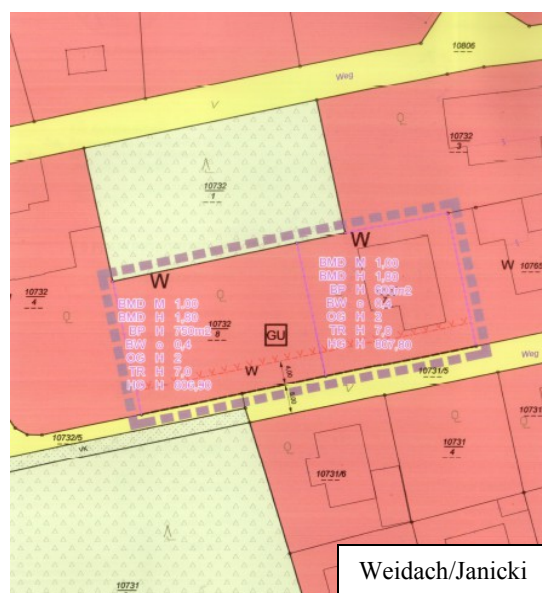 10806
Weg
10732
3
10732
1
W
W
BMD M 1,00
BMD H 1,80
BP H 600m2
BW o 0,4
OG H 2
TR H 7,0
HG H 807,80
W
10765
10732
4
BMD M 1,00
BMD H 1,80
BP H 750m2
BW o 0,4
OG H 2
TR H 7,0
HG H 806,90
10732
8
GU
W
4,00
10731/5
Weg
10732/5
VK
10731/6
10731
4
10731
10731
Weidach/Janicki